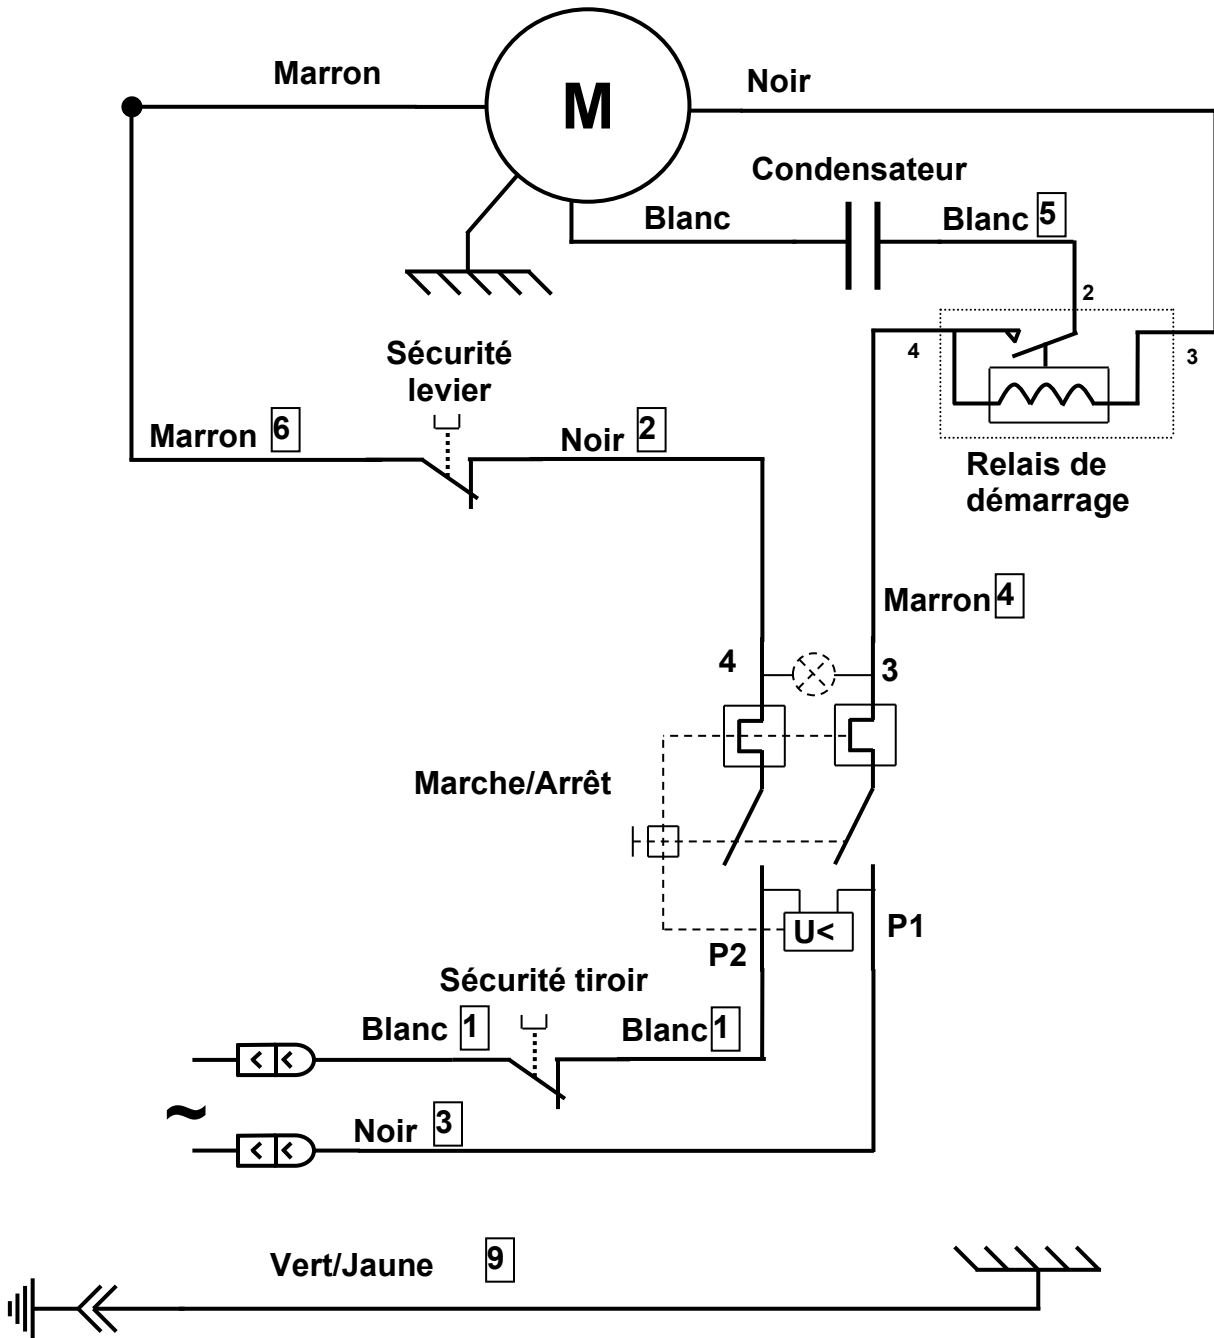 Marron
M
Noir
Condensateur
Blanc
Blanc 5
2
4
3
Sécurité
levier
Marron 6
Noir 2
Relais de
démarrage
Marron 4
4
3
Marche/Arrêt
U<
P1
P2
Sécurité tiroir
Blanc 1
Blanc 1
~
Noir 3
Vert/Jaune 9